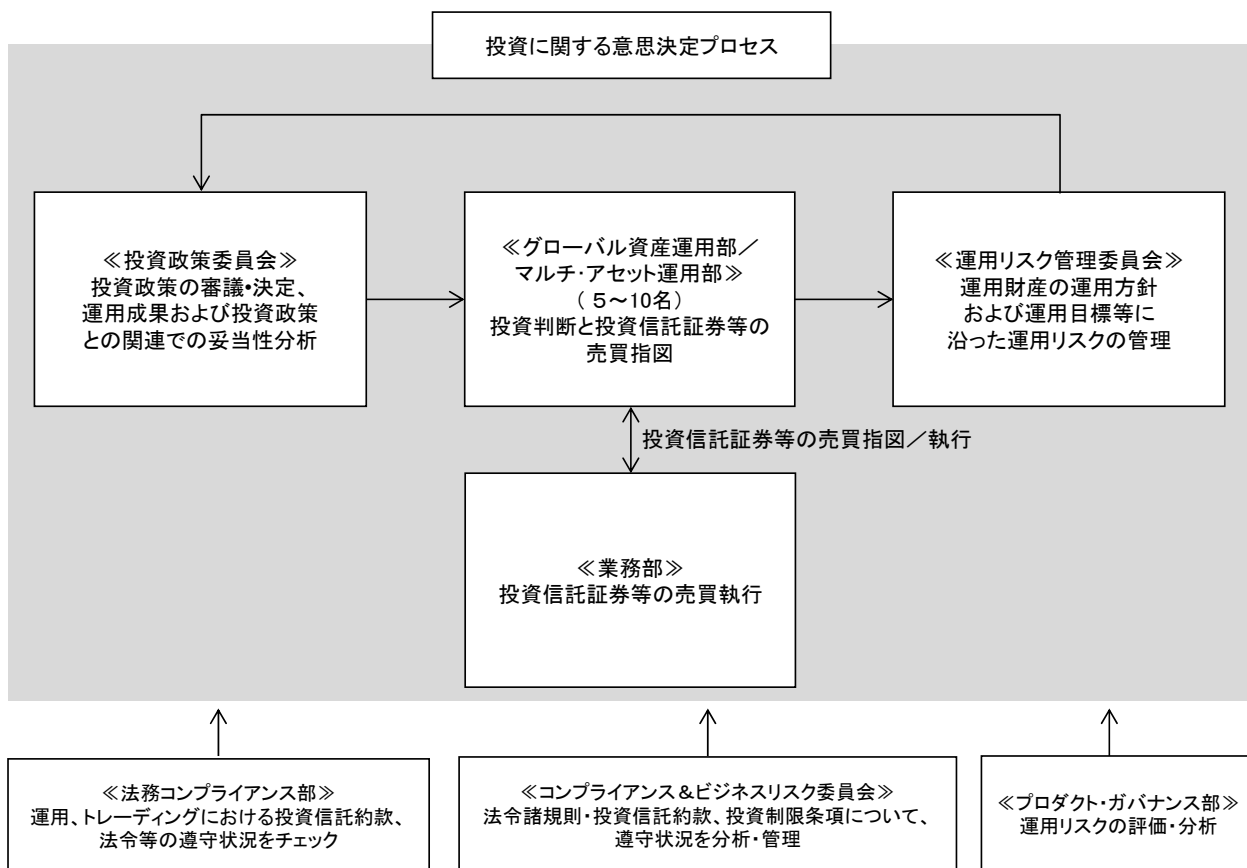 投資に関する意思決定プロセス
≪投資政策委員会≫
投資政策の審議・決定、
運用成果および投資政策
との関連での妥当性分析
≪グローバル資産運用部／
マルチ・アセット運用部≫
（５～10名）
投資判断と投資信託証券等の
売買指図
≪運用リスク管理委員会≫
運用財産の運用方針
および運用目標等に
沿った運用リスクの管理
投資信託証券等の売買指図／執行
≪業務部≫
投資信託証券等の売買執行
≪法務コンプライアンス部≫
運用、トレーディングにおける投資信託約款、
法令等の遵守状況をチェック
≪コンプライアンス＆ビジネスリスク委員会≫
法令諸規則・投資信託約款、投資制限条項について、
遵守状況を分析・管理
≪プロダクト・ガバナンス部≫
運用リスクの評価・分析